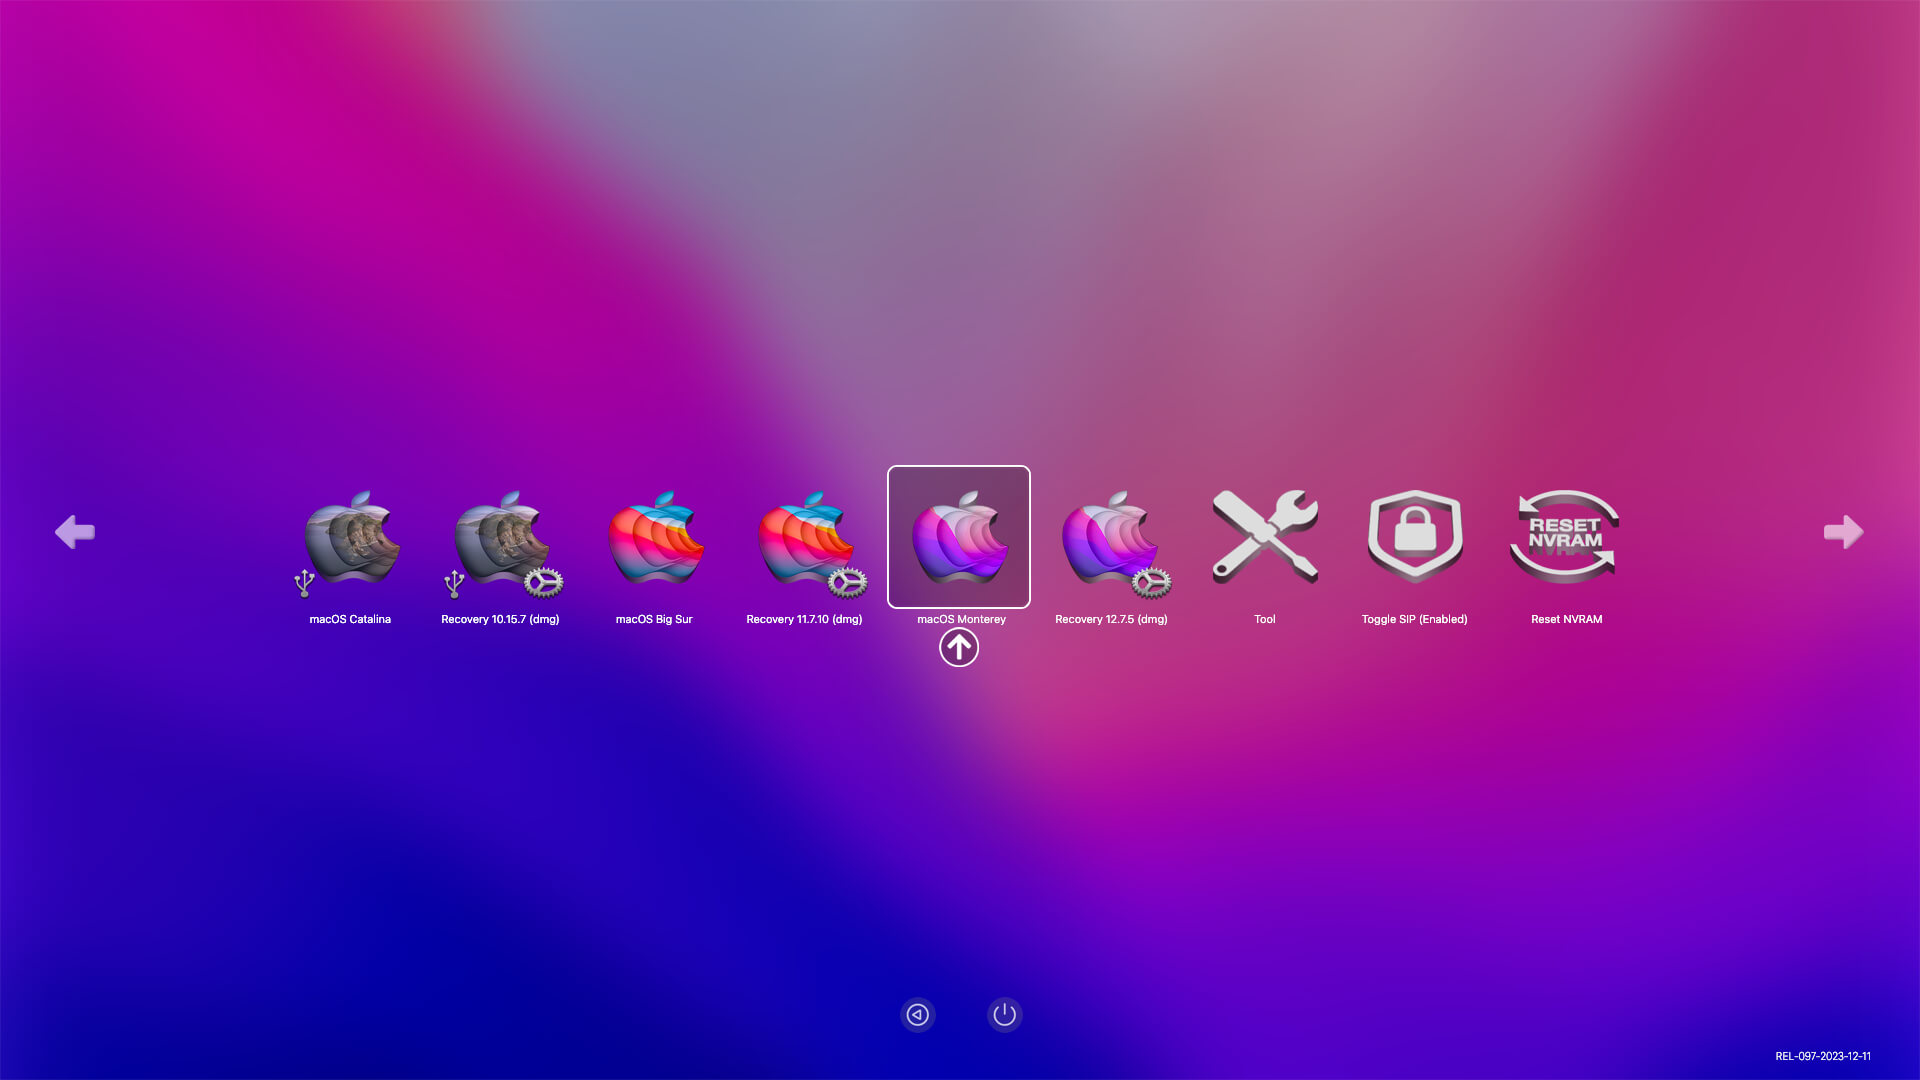 macOS Catalina
Recovery 10.15.7 (dmg)
macOS Big Sur
Recovery 11.7.10 (dmg)
macOS Monterey
Recovery 12.7.5 (dmg)
Tool
Toggle SIP (Enabled)
RESET
NVRAM
Reset NVRAM
REL-097-2023-12-11